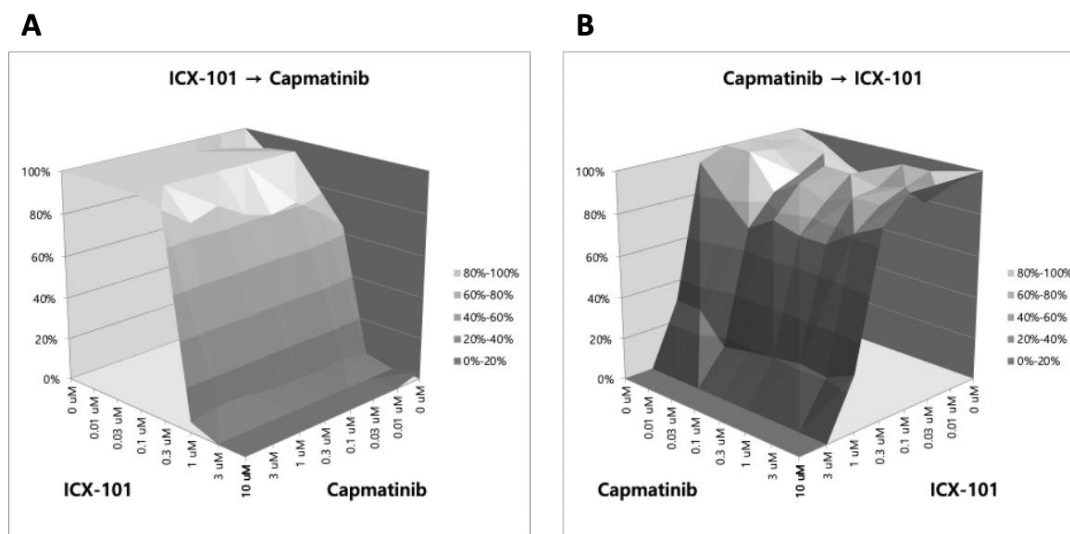 A
ICX-101 → Capmatinib
100%
80%
60%
40%
20%
0%
80%-100%
60%-80%
40%-60%
20%-40%
0%-20%
0 uM
0.01 uM
0.03 uM
0.1 uM
0.3 uM
1 uM
3 uM
10 uM
3 uM
1 uM
0.3 uM
0.1 uM
0.03 uM
0.01 uM
0 uM
ICX-101
Capmatinib
B
Capmatinib → ICX-101
100%
80%
60%
40%
20%
0%
80%-100%
60%-80%
40%-60%
20%-40%
0%-20%
0 uM
0.01 uM
0.03 uM
0.1 uM
0.3 uM
1 uM
3 uM
10 uM
3 uM
1 uM
0.3 uM
0.1 uM
0.03 uM
0.01 uM
0 uM
Capmatinib
ICX-101